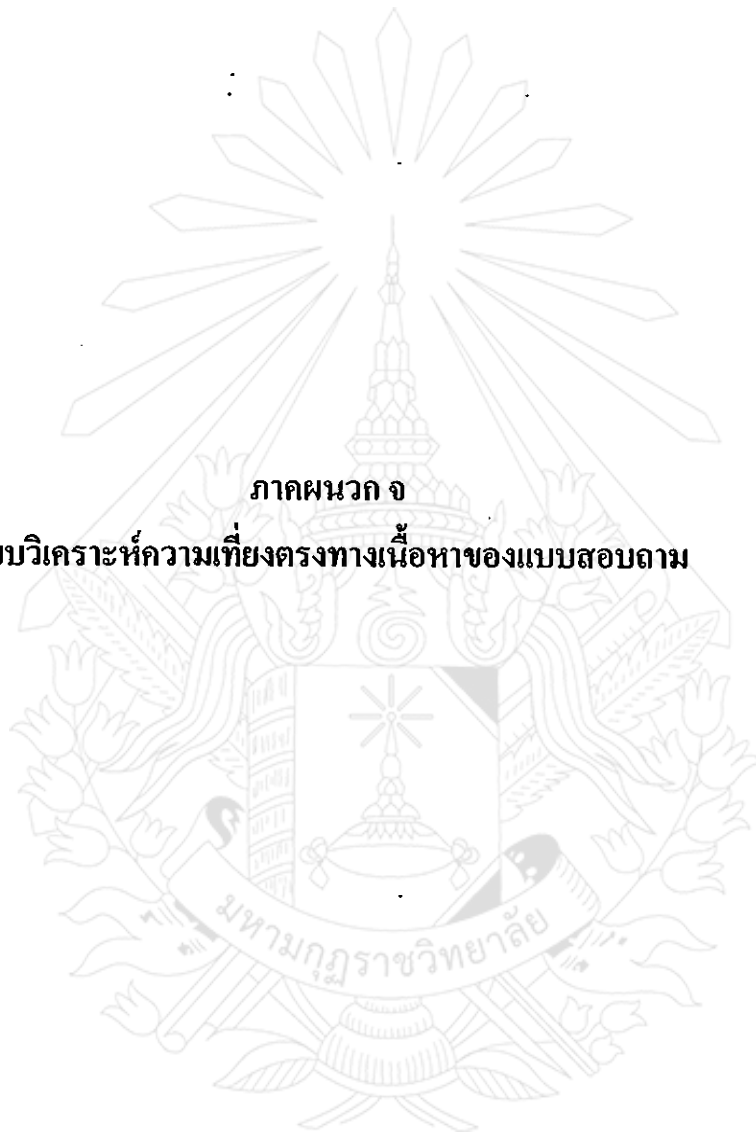 ภาคผนวก จ
บวิเคราะห์ความเที่ยงตรงทางเนื้อหาของแบบสอบถาม
มหามกุฏราชวิทยาลัย